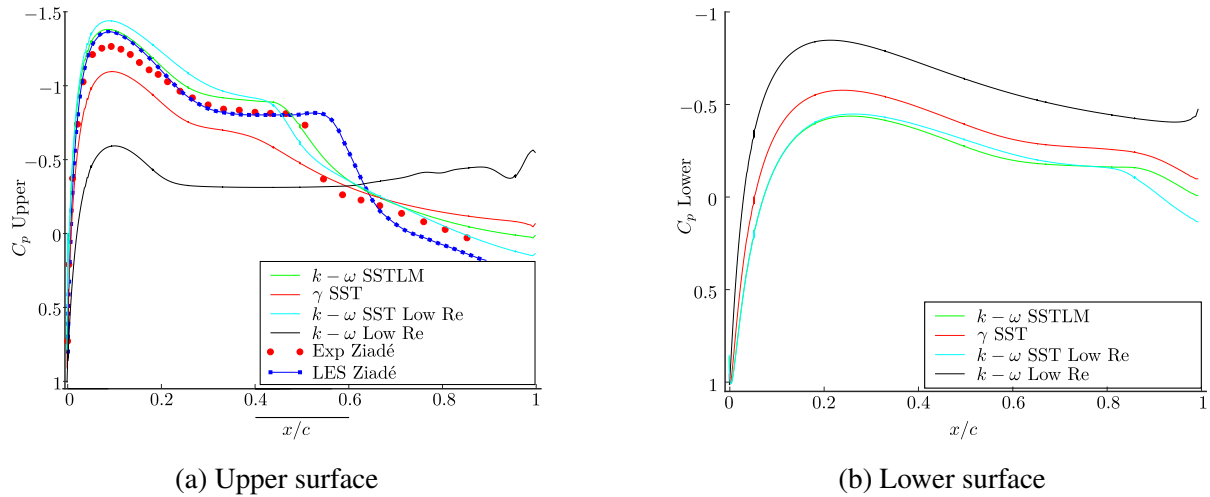 −1.5
−1
−0.5
0
0.5
1
C_p Upper
k − ω SSTLM
γ SST
k − ω SST Low Re
k − ω Low Re
Exp Ziadé
LES Ziadé
0 0.2 0.4 0.6 0.8 1
x/c
(a) Upper surface
−1
−0.5
0
0.5
1
C_p Lower
k − ω SSTLM
γ SST
k − ω SST Low Re
k − ω Low Re
0 0.2 0.4 0.6 0.8 1
x/c
(b) Lower surface